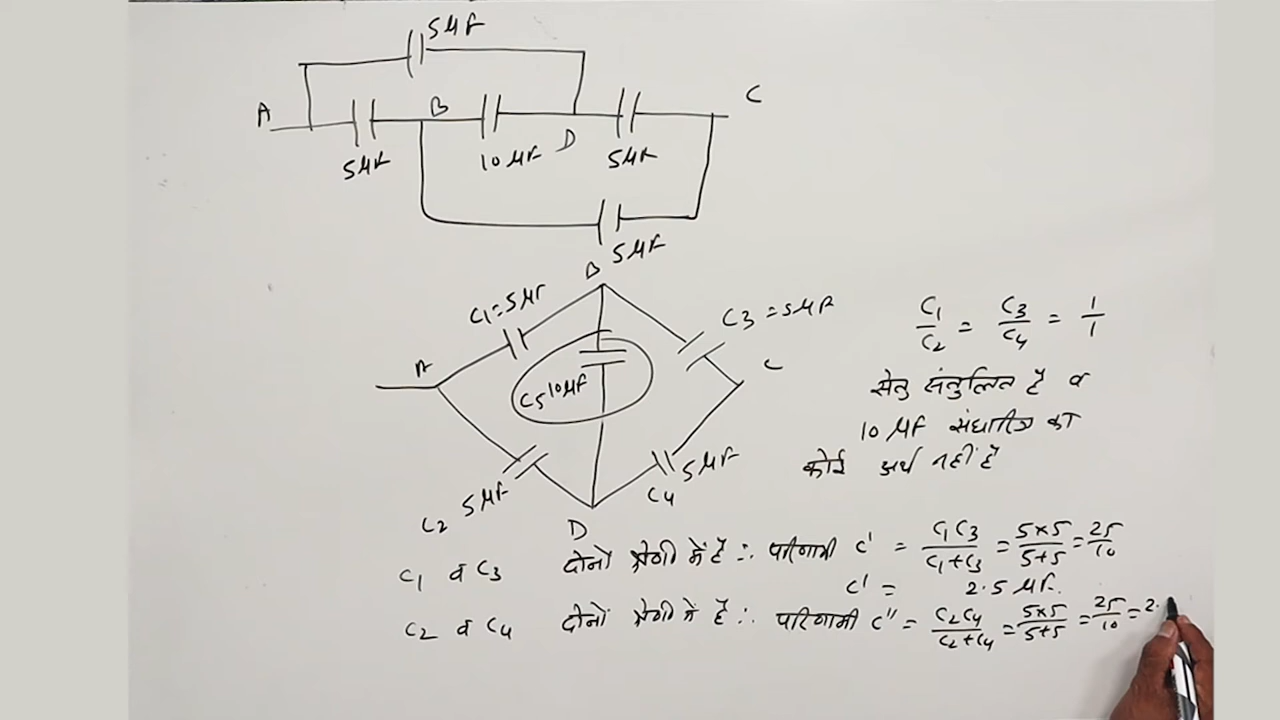 5μF
A B C
5μF 10μF D 5μF
5μF
B
C1=5μF C3=5μF
A C
C5 10μF
5μF 5μF
C2 C4
D
C1/C2 = C3/C4 = 1/1
सेतु संतुलित है व
10 μF संधारित्र का
कोई अर्थ नहीं है
C1 व C3 दोनों श्रेणी में है ∴ परिणामी C' = C1C3/C1+C3 = 5×5/5+5 = 25/10
C' = 2.5 μF.
C2 व C4 दोनों श्रेणी में है ∴ परिणामी C'' = C2C4/C2+C4 = 5×5/5+5 = 25/10 = 2.